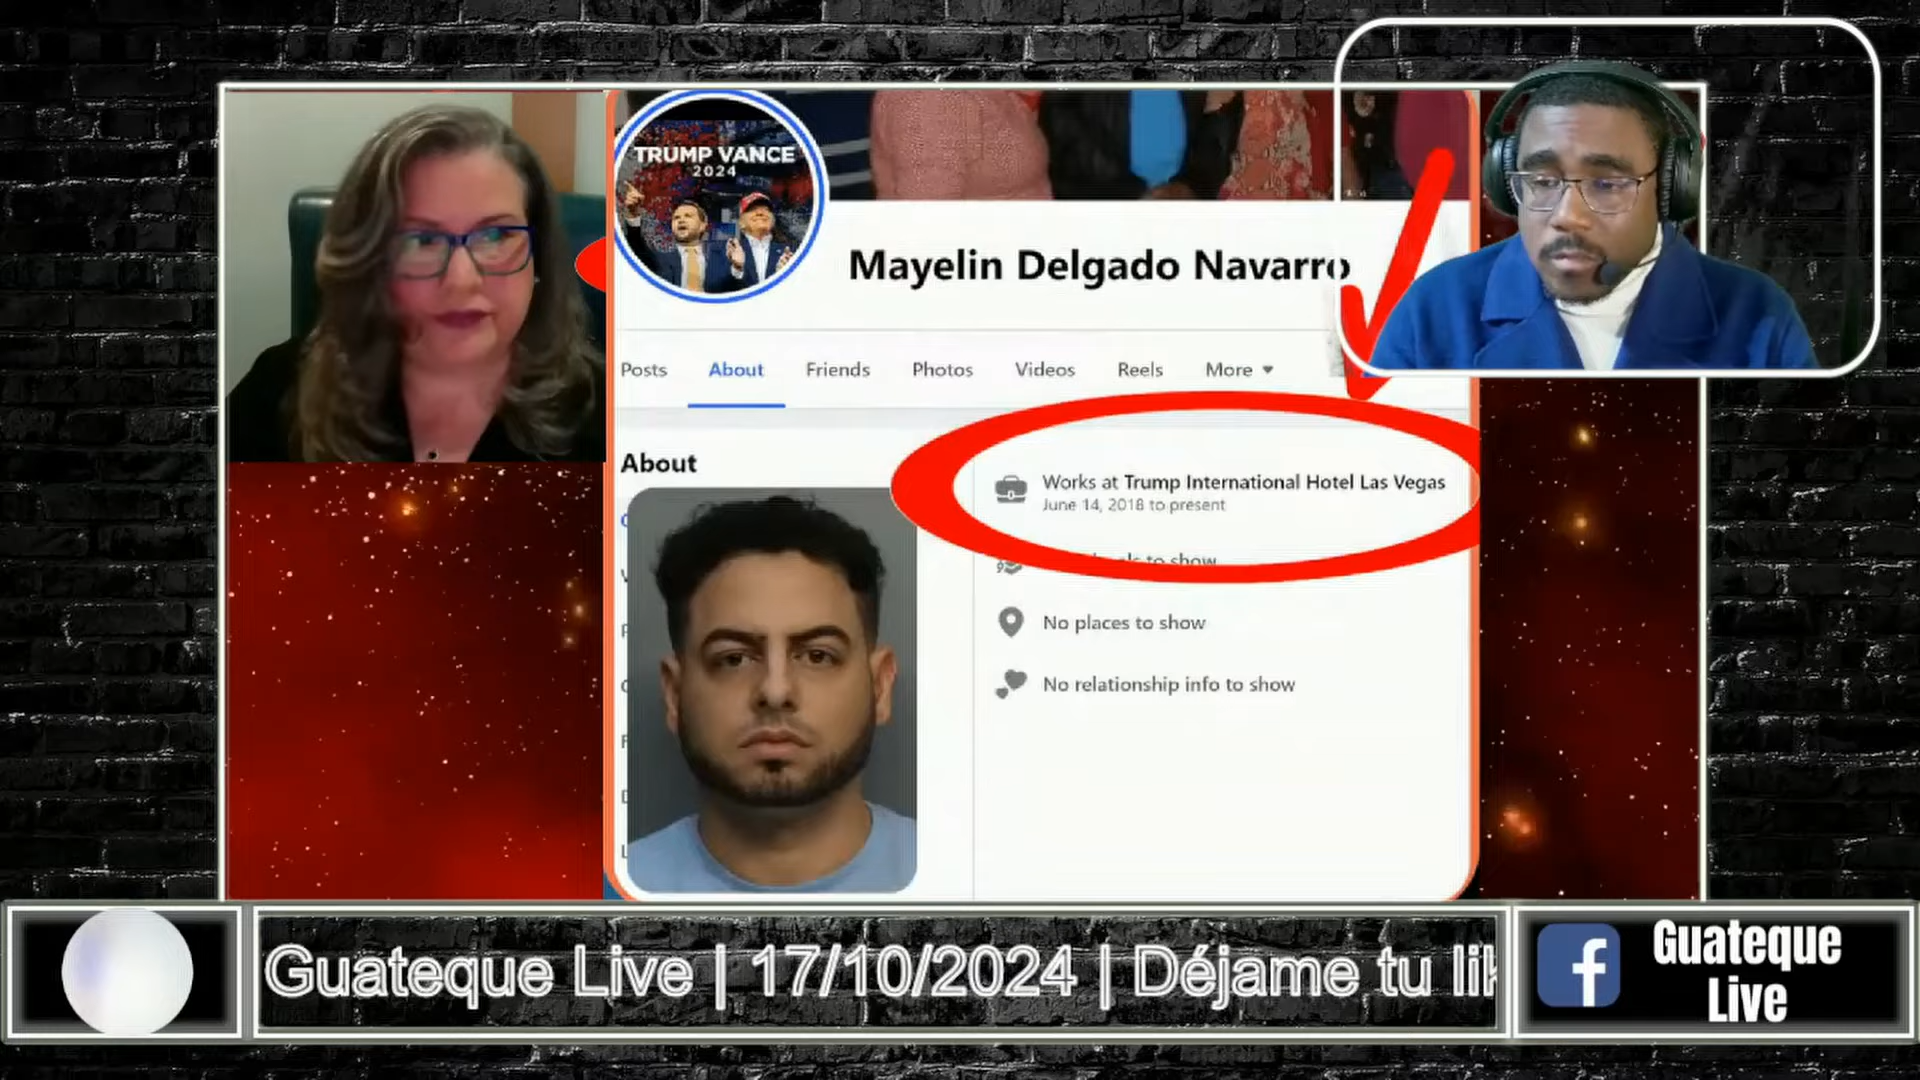 TRUMP VANCE
2024
Mayelin Delgado Navarro
Posts About Friends Photos Videos Reels More
About
Works at Trump International Hotel Las Vegas
June 14, 2018 to present
to show
No places to show
No relationship info to show
Guateque Live | 17/10/2024 | Déjame tu lik
f
Guateque
Live